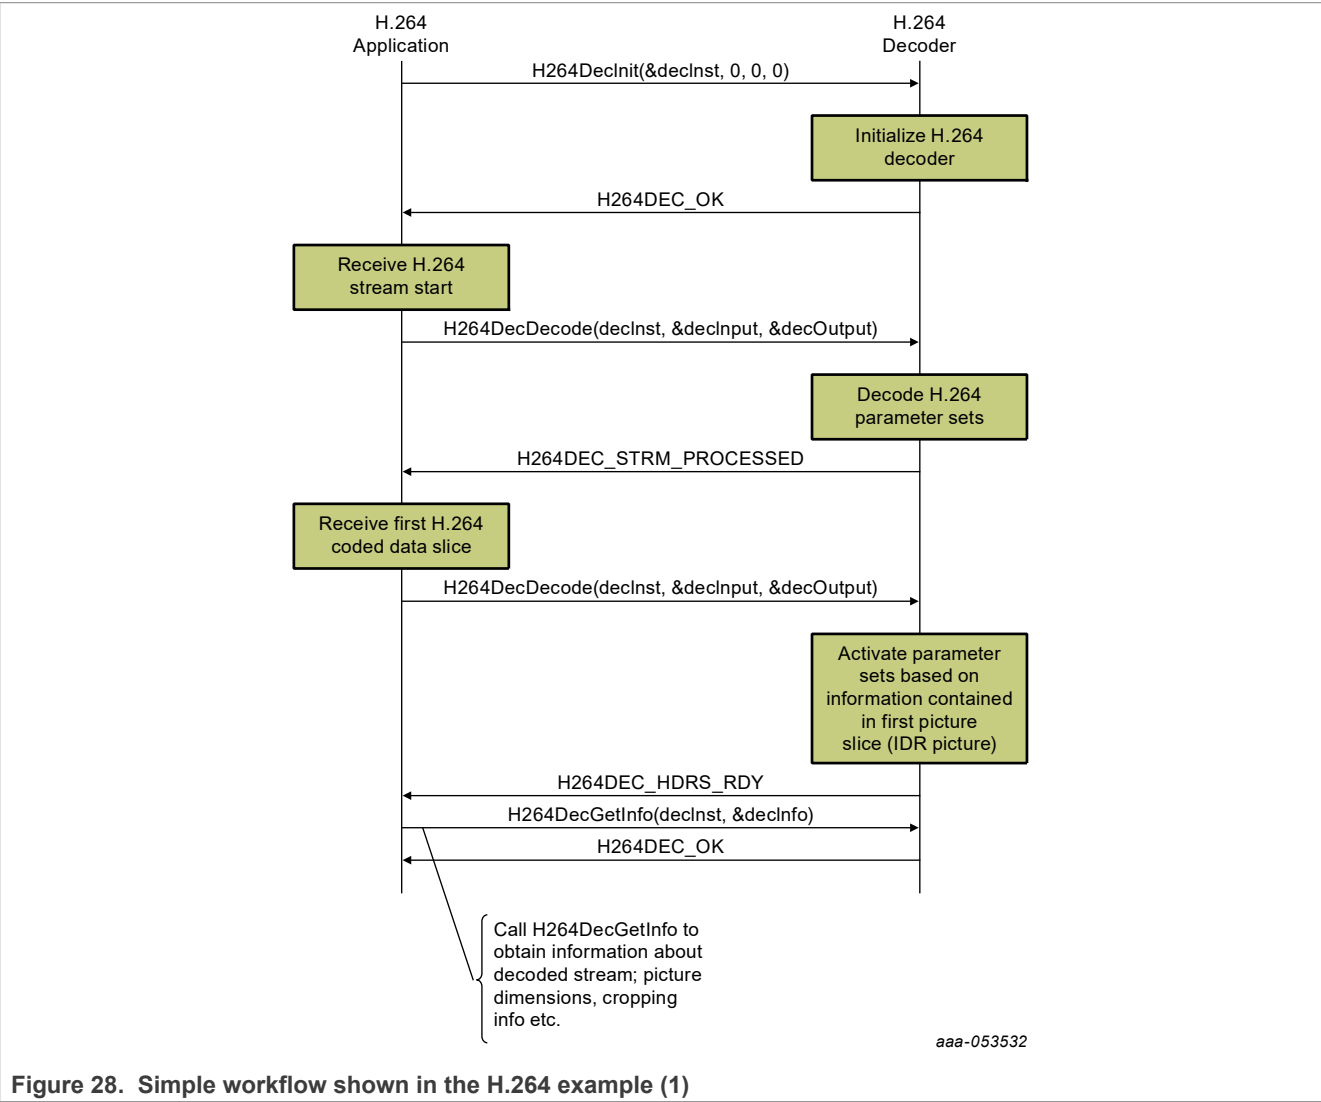 H.264
Application
H.264
Decoder
H264DecInit(&decInst, 0, 0, 0)
Initialize H.264
decoder
H264DEC_OK
Receive H.264
stream start
H264DecDecode(decInst, &decInput, &decOutput)
Decode H.264
parameter sets
H264DEC_STRM_PROCESSED
Receive first H.264
coded data slice
H264DecDecode(decInst, &decInput, &decOutput)
Activate parameter
sets based on
information contained
in first picture
slice (IDR picture)
H264DEC_HDRS_RDY
H264DecGetInfo(decInst, &decInfo)
H264DEC_OK
Call H264DecGetInfo to
obtain information about
decoded stream; picture
dimensions, cropping
info etc.
aaa-053532
Figure 28. Simple workflow shown in the H.264 example (1)